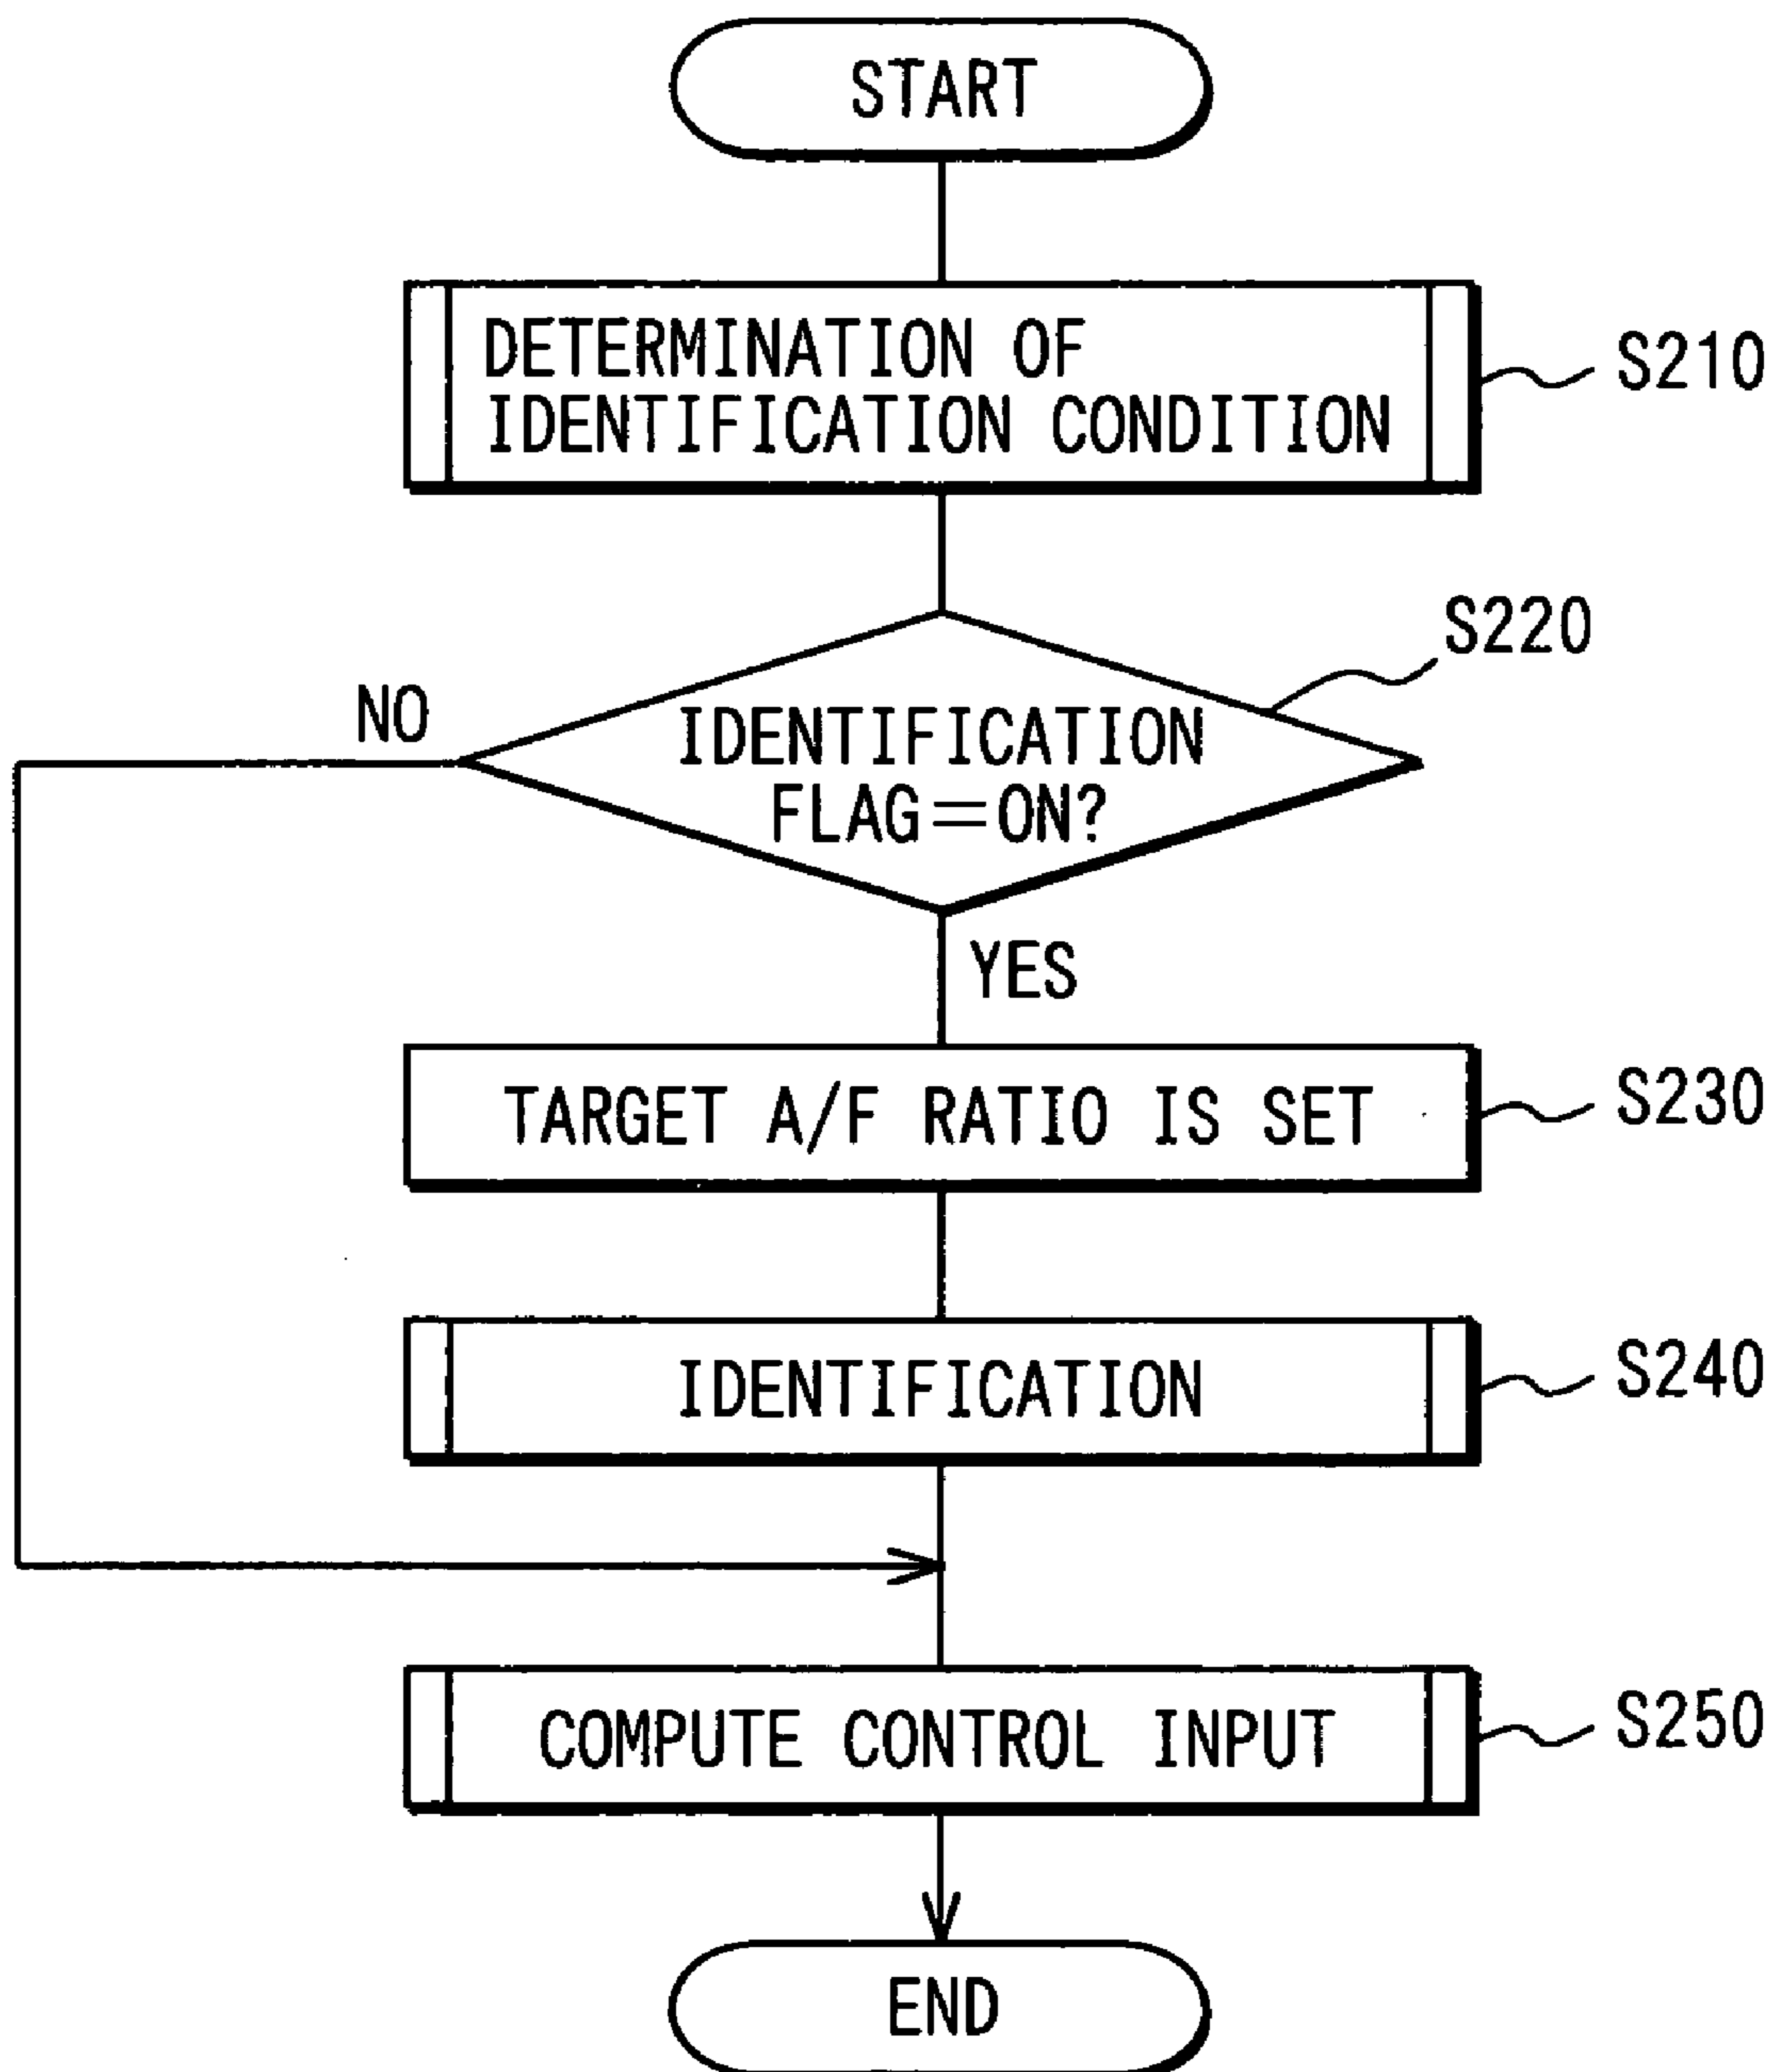 START
DETERMINATION OF
IDENTIFICATION CONDITION
S210
S220
NO
IDENTIFICATION
FLAG=ON?
YES
TARGET A/F RATIO IS SET
S230
IDENTIFICATION
S240
COMPUTE CONTROL INPUT
S250
END